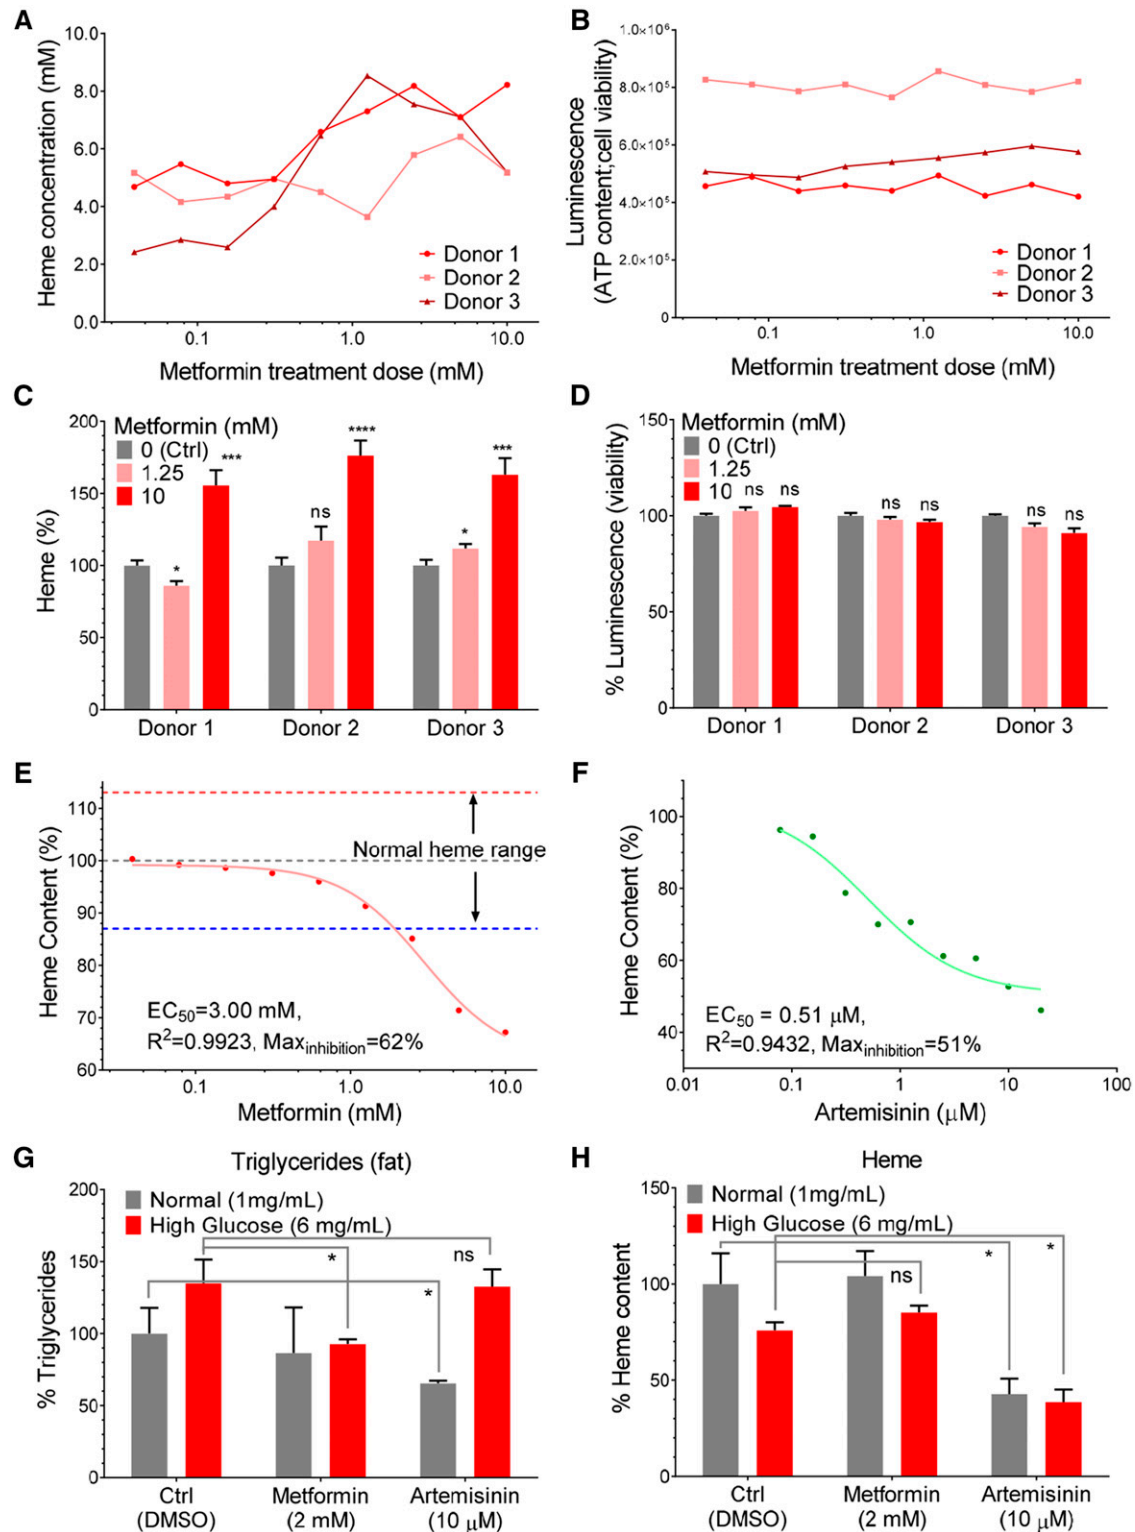 A
Heme concentration (mM)
10.0
8.0
6.0
4.0
2.0
0.0
Donor 1
Donor 2
Donor 3
0.1
1.0
10.0
Metformin treatment dose (mM)
B
Luminescence
(ATP content;cell viability)
1.0×10⁶
8.0×10⁵
6.0×10⁵
4.0×10⁵
2.0×10⁵
0
Donor 1
Donor 2
Donor 3
0.1
1.0
10.0
Metformin treatment dose (mM)
C
Heme (%)
200
150
100
50
0
Metformin (mM)
0 (Ctrl)
1.25
10
*
***
ns
****
*
***
Donor 1
Donor 2
Donor 3
D
% Luminescence (viability)
150
100
50
0
Metformin (mM)
0 (Ctrl)
1.25
10
ns
ns
ns
ns
ns
ns
Donor 1
Donor 2
Donor 3
E
Heme Content (%)
110
100
90
80
70
60
Normal heme range
EC₅₀=3.00 mM,
R²=0.9923, Maxinhibition=62%
0.1
1.0
10.0
Metformin (mM)
F
Heme Content (%)
100
80
60
40
EC₅₀ = 0.51 μM,
R²=0.9432, Maxinhibition=51%
0.01
0.1
1
10
100
Artemisinin (μM)
G
Triglycerides (fat)
% Triglycerides
200
150
100
50
0
Normal (1mg/mL)
High Glucose (6 mg/mL)
*
*
ns
Ctrl
(DMSO)
Metformin
(2 mM)
Artemisinin
(10 μM)
H
Heme
% Heme content
150
100
50
0
Normal (1mg/mL)
High Glucose (6 mg/mL)
ns
*
*
Ctrl
(DMSO)
Metformin
(2 mM)
Artemisinin
(10 μM)